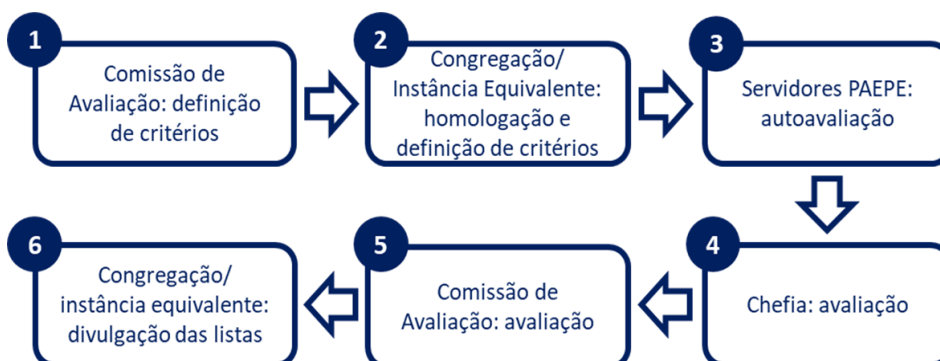 1
Comissão de
Avaliação: definição
de critérios
2
Congregação/
Instância Equivalente:
homologação e
definição de critérios
3
Servidores PAEPE:
autoavaliação
4
Chefia: avaliação
5
Comissão de
Avaliação: avaliação
6
Congregação/
instância equivalente:
divulgação das listas